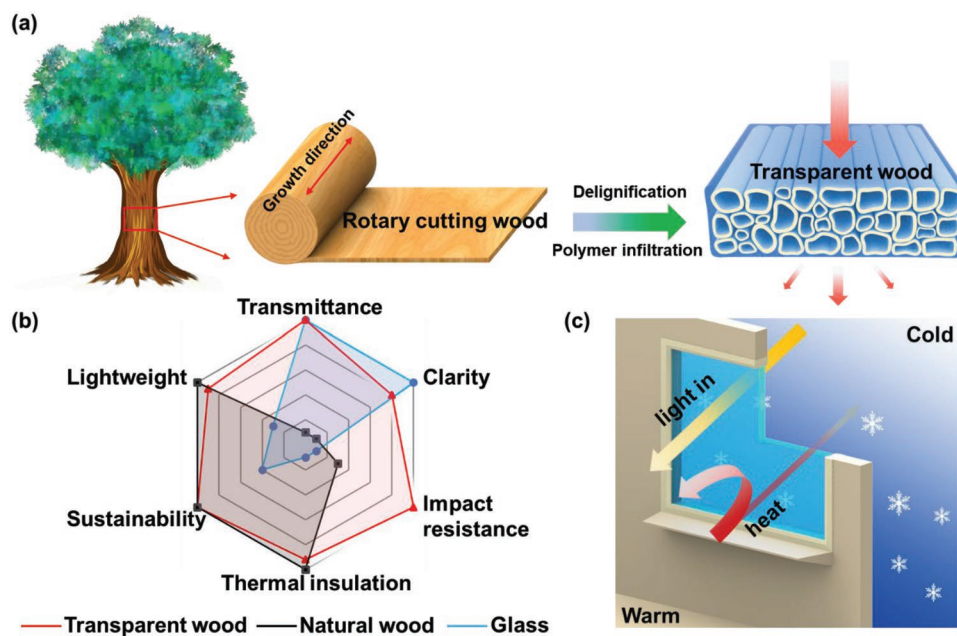 (a)
Growth direction
Rotary cutting wood
Delignification
Polymer infiltration
Transparent wood
(b)
Transmittance
Lightweight
Clarity
Sustainability
Impact
resistance
Thermal insulation
Transparent wood
Natural wood
Glass
(c)
Cold
light in
heat
Warm